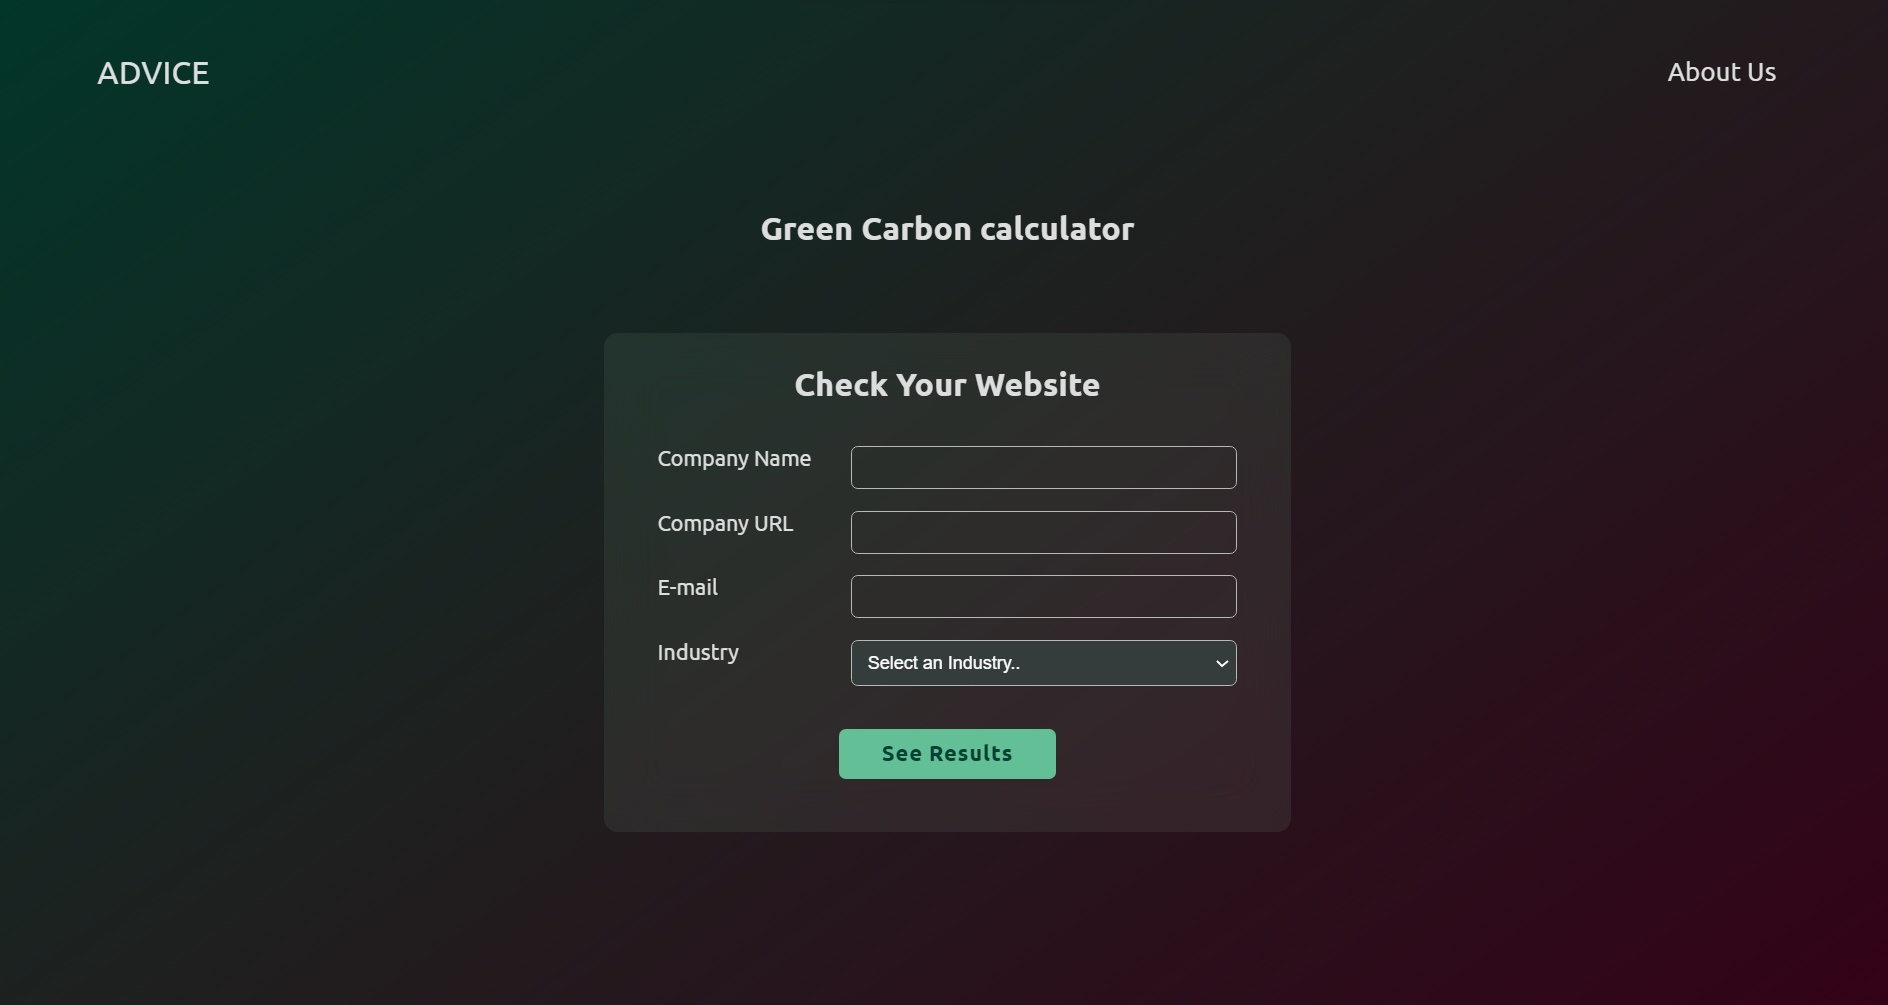 ADVICE
About Us
Green Carbon calculator
Check Your Website
Company Name
Company URL
E-mail
Industry
Select an Industry..
See Results